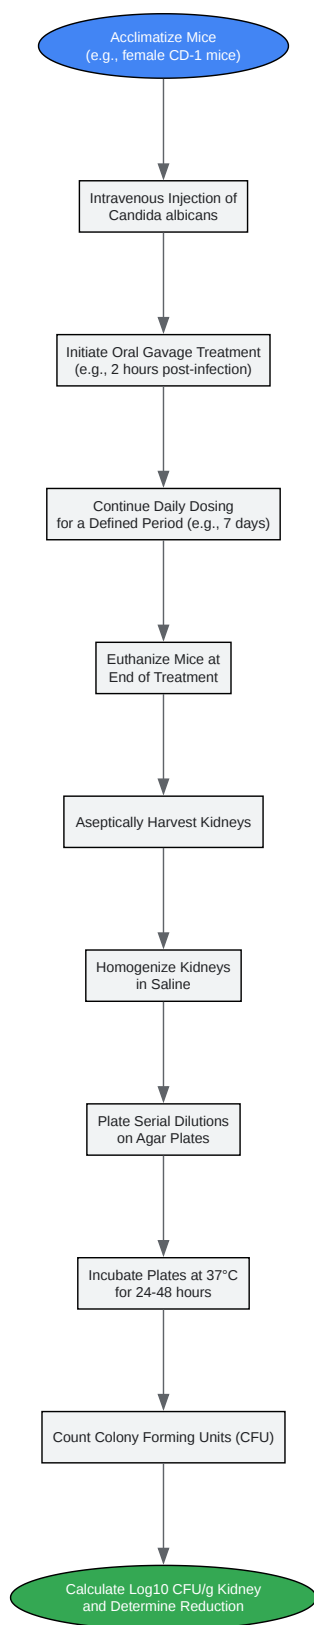 Acclimatize Mice
(e.g., female CD-1 mice)
Intravenous Injection of
Candida albicans
Initiate Oral Gavage Treatment
(e.g., 2 hours post-infection)
Continue Daily Dosing
for a Defined Period (e.g., 7 days)
Euthanize Mice at
End of Treatment
Aseptically Harvest Kidneys
Homogenize Kidneys
in Saline
Plate Serial Dilutions
on Agar Plates
Incubate Plates at 37°C
for 24-48 hours
Count Colony Forming Units (CFU)
Calculate Log10 CFU/g Kidney
and Determine Reduction